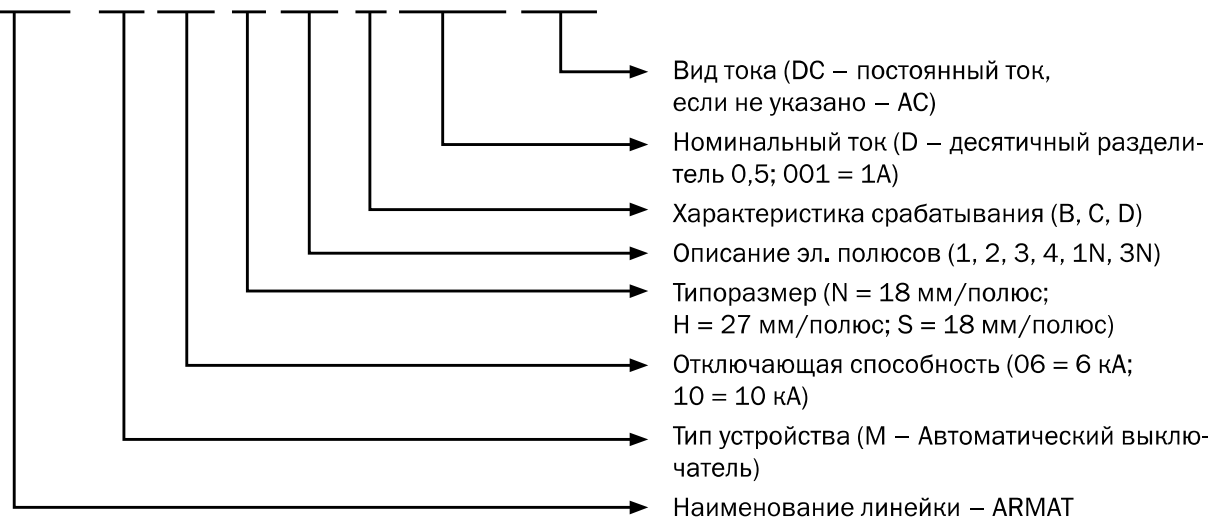 Вид тока (DC – постоянный ток,
если не указано – AC)
Номинальный ток (D – десятичный раздели-
тель 0,5; 001 = 1А)
Характеристика срабатывания (B, C, D)
Описание эл. полюсов (1, 2, 3, 4, 1N, 3N)
Типоразмер (N = 18 мм/полюс;
H = 27 мм/полюс; S = 18 мм/полюс)
Отключающая способность (06 = 6 кА;
10 = 10 кА)
Тип устройства (М – Автоматический выклю-
чатель)
Наименование линейки – ARMAT